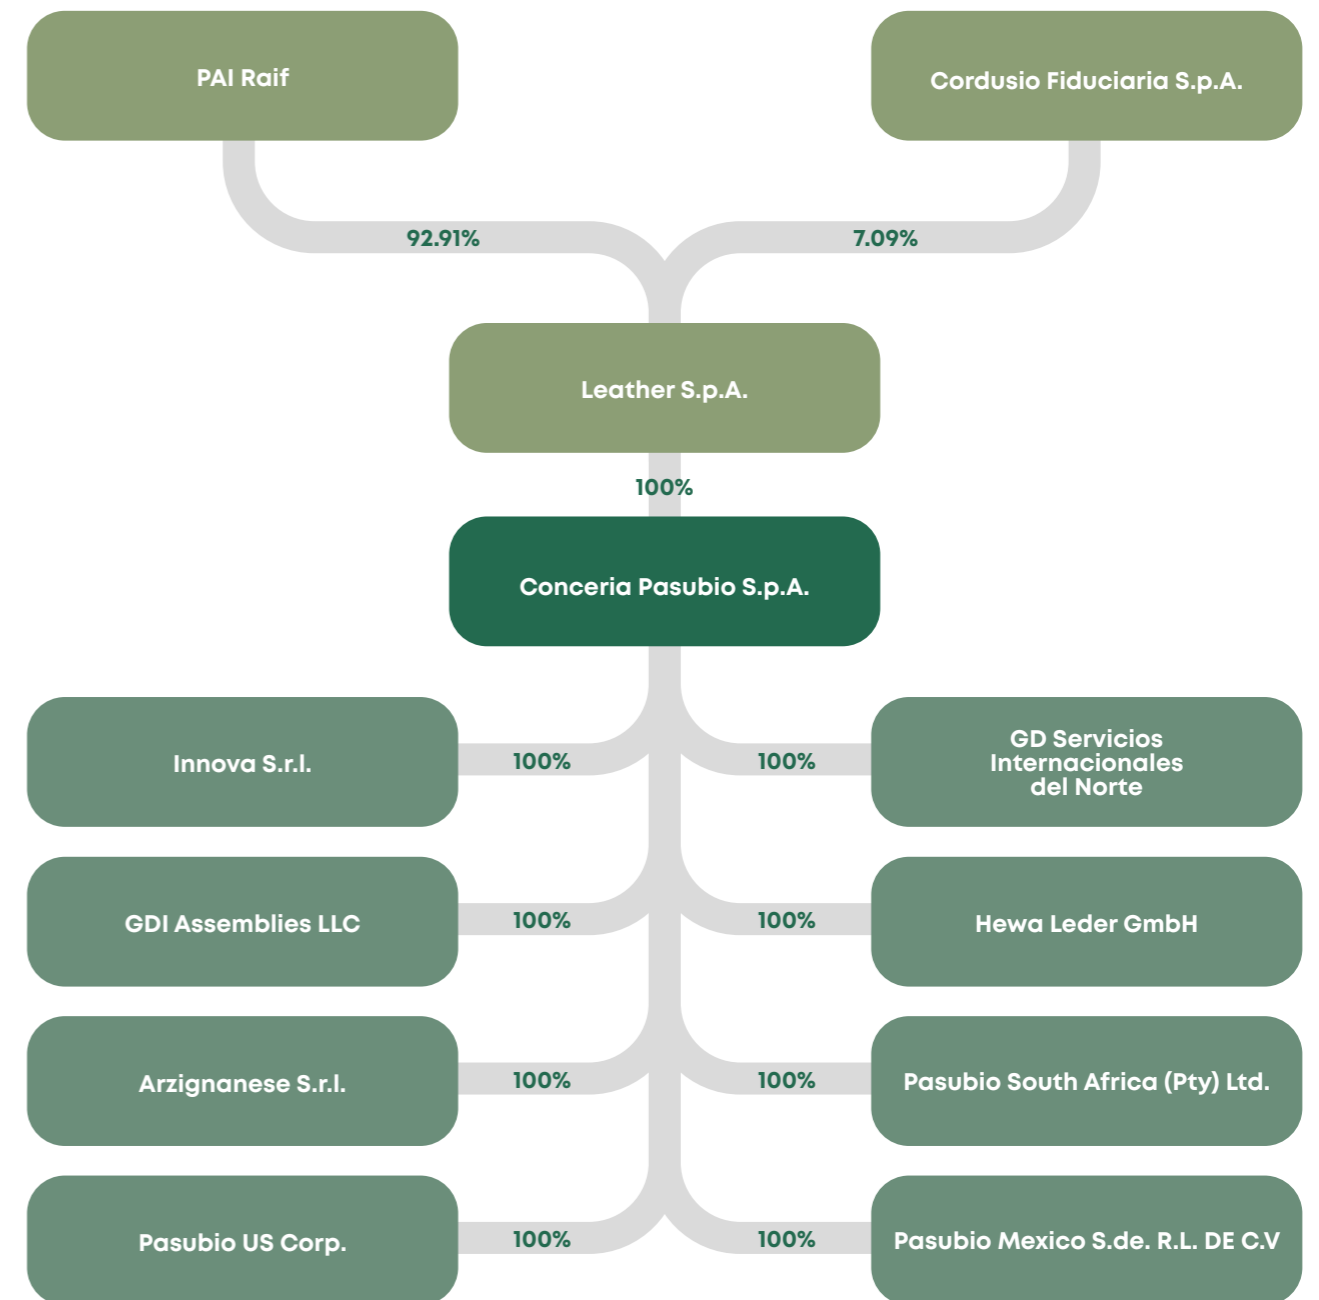 PAI Raif
Cordusio Fiduciaria S.p.A.
92.91%
7.09%
Leather S.p.A.
100%
Conceria Pasubio S.p.A.
Innova S.r.l.
100%
100%
GD Servicios
Internacionales
del Norte
GDI Assemblies LLC
100%
100%
Hewa Leder GmbH
Arzignanese S.r.l.
100%
100%
Pasubio South Africa (Pty) Ltd.
Pasubio US Corp.
100%
100%
Pasubio Mexico S.de. R.L. DE C.V